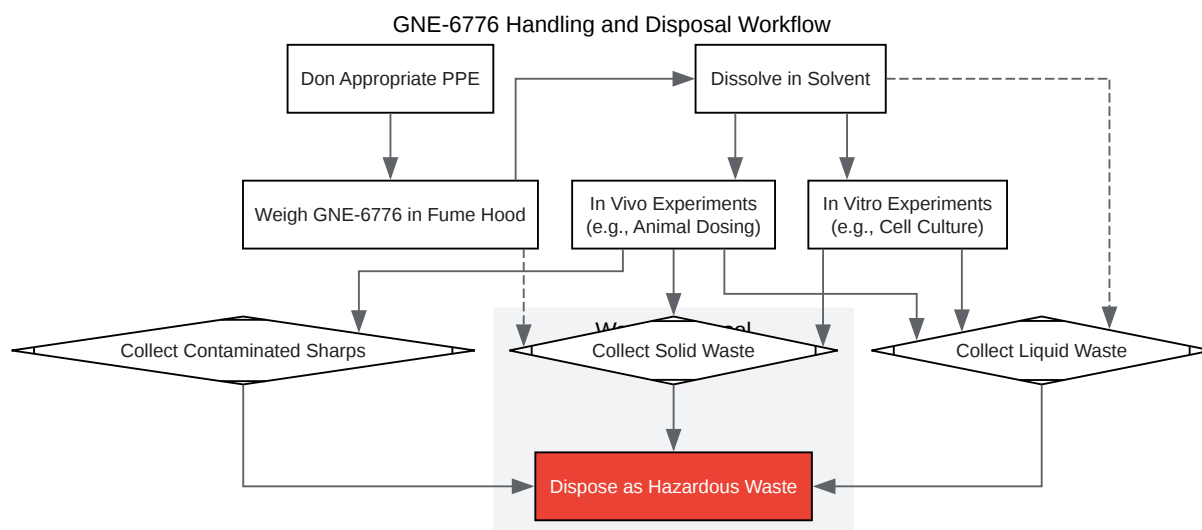 GNE-6776 Handling and Disposal Workflow
Don Appropriate PPE
Dissolve in Solvent
Weigh GNE-6776 in Fume Hood
In Vivo Experiments
(e.g., Animal Dosing)
In Vitro Experiments
(e.g., Cell Culture)
Collect Contaminated Sharps
Collect Solid Waste
Collect Liquid Waste
Dispose as Hazardous Waste